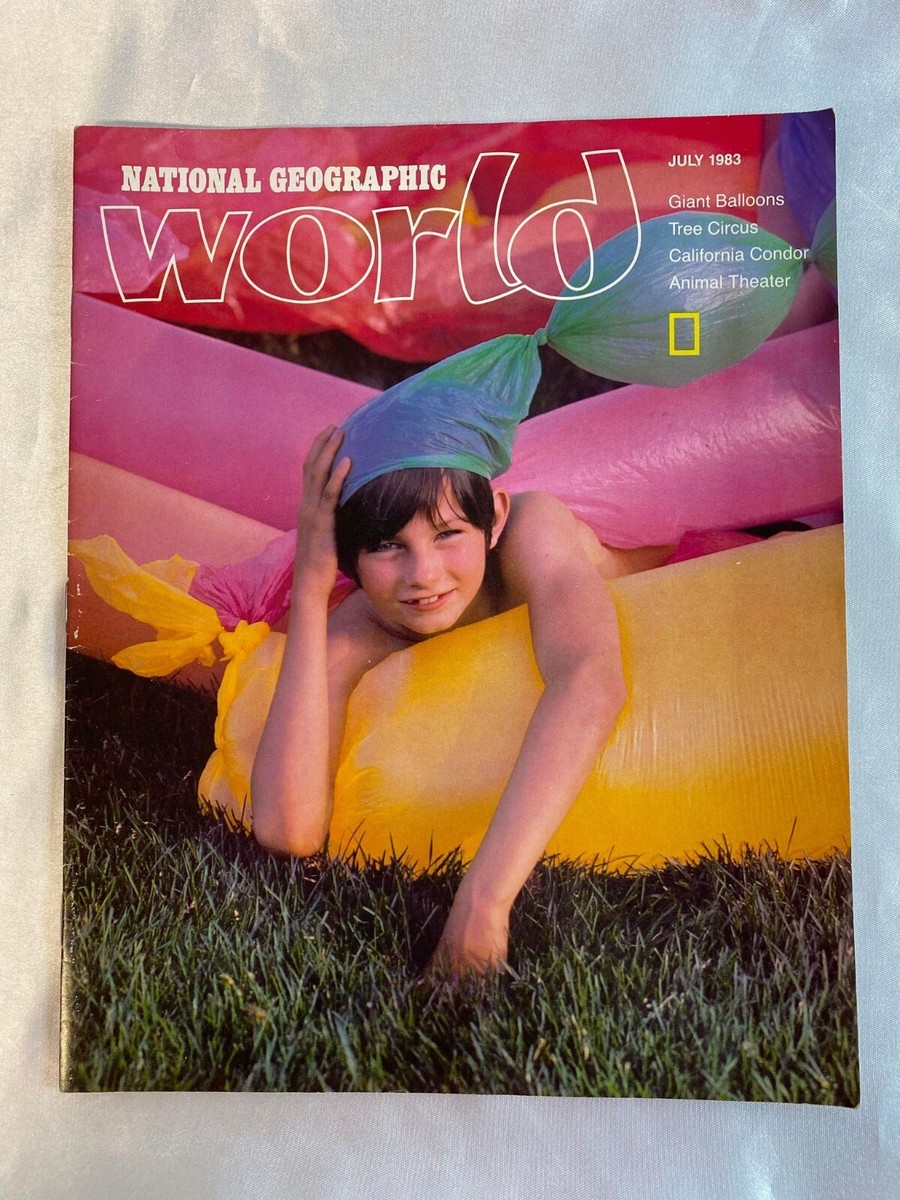 NATIONAL GEOGRAPHIC
world
JULY 1983
Giant Balloons
Tree Circus
California Condor
Animal Theater